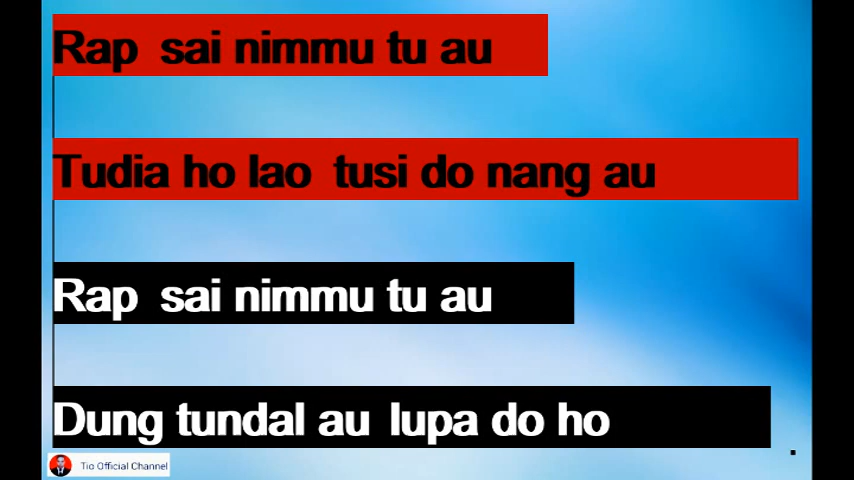 Rap sai nimmu tu au
Tudia ho lao tusi do nang au
Rap sai nimmu tu au
Dung tundal au lupa do ho
Tio Official Channel